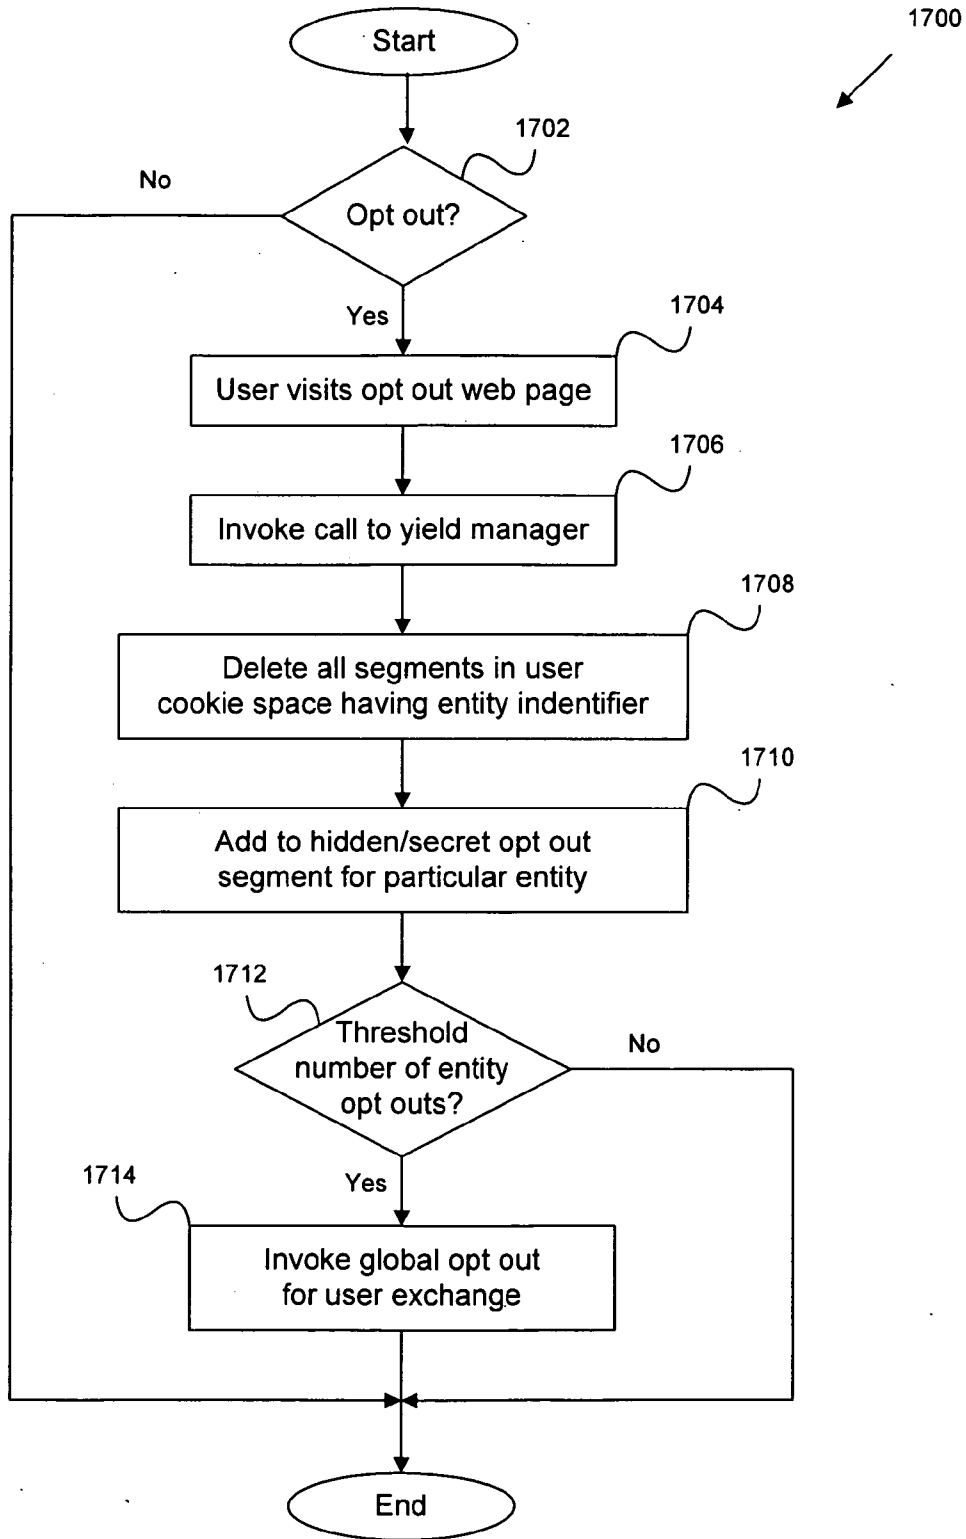 1700
Start
1702
No
Opt out?
Yes
1704
User visits opt out web page
1706
Invoke call to yield manager
1708
Delete all segments in user
cookie space having entity indentifier
1710
Add to hidden/secret opt out
segment for particular entity
1712
Threshold
number of entity
opt outs?
No
Yes
1714
Invoke global opt out
for user exchange
End